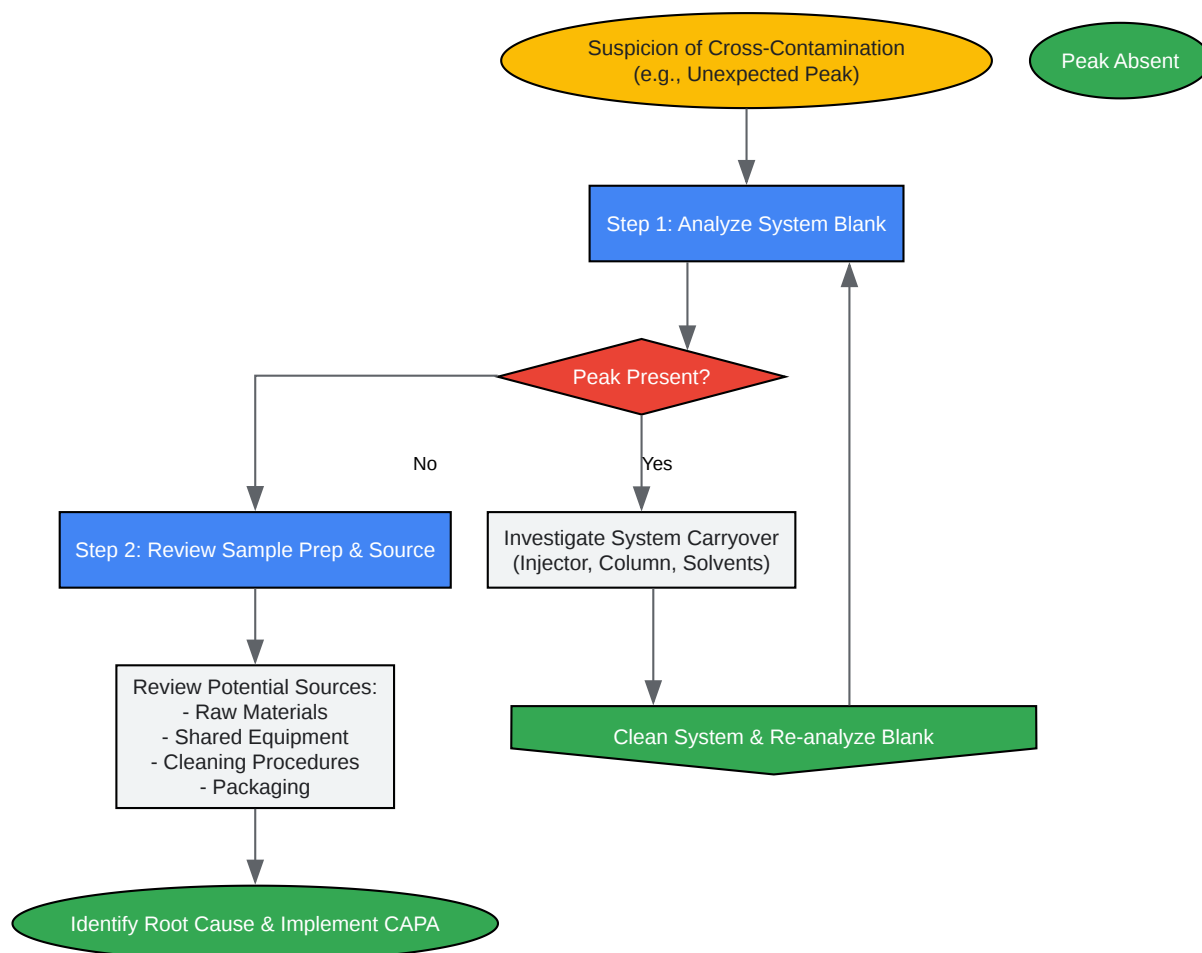 Suspicion of Cross-Contamination
(e.g., Unexpected Peak)
Peak Absent
Step 1: Analyze System Blank
Peak Present?
No
Yes
Step 2: Review Sample Prep & Source
Investigate System Carryover
(Injector, Column, Solvents)
Review Potential Sources:
- Raw Materials
- Shared Equipment
- Cleaning Procedures
- Packaging
Clean System & Re-analyze Blank
Identify Root Cause & Implement CAPA